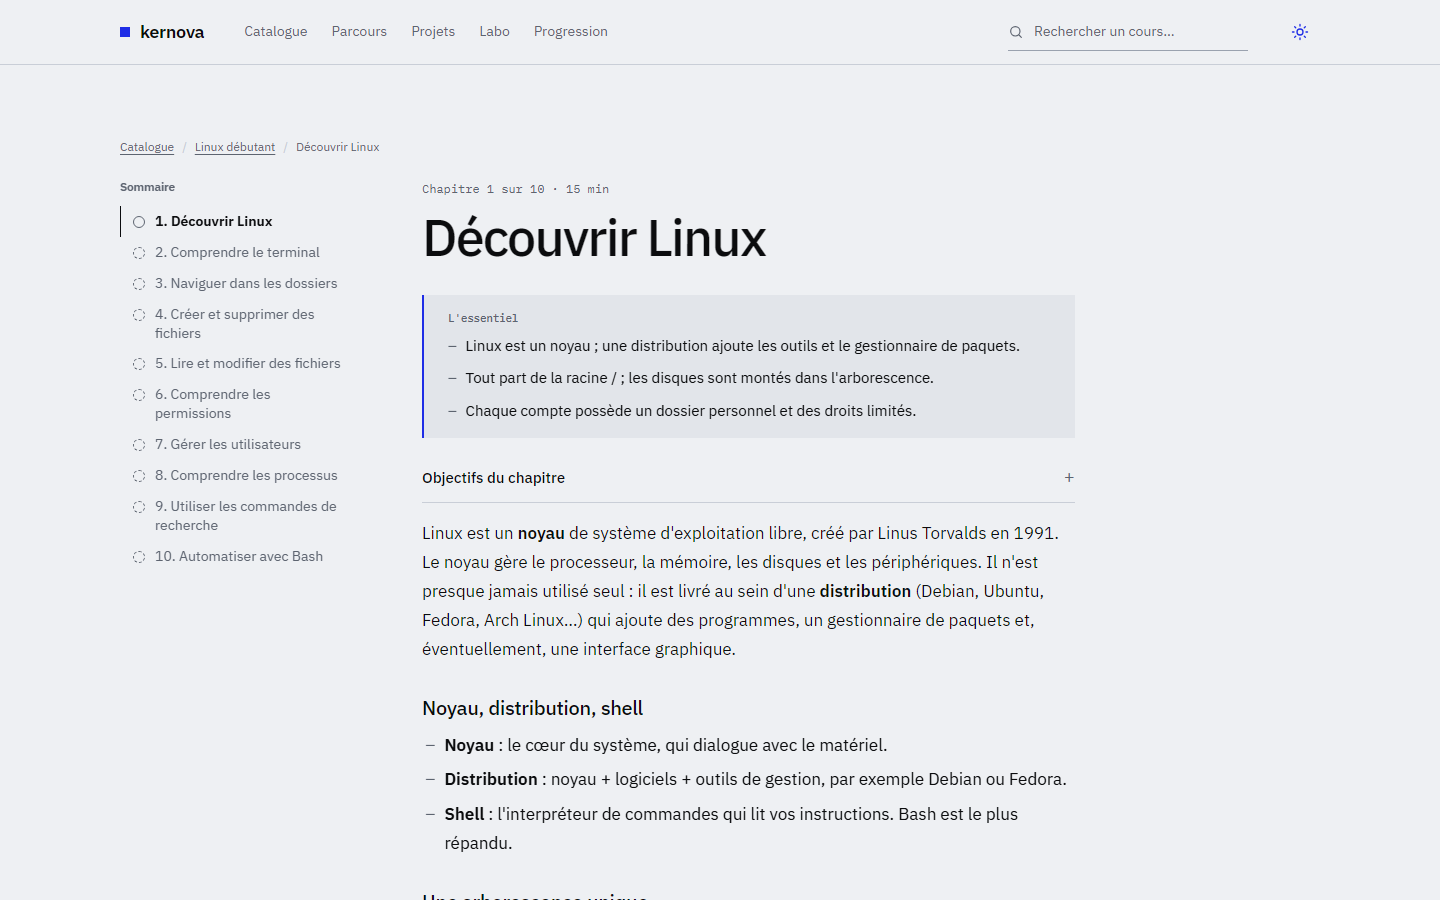 kernova
Catalogue
Parcours
Projets
Labo
Progression
Rechercher un cours...
Catalogue / Linux débutant / Découvrir Linux
Sommaire
1. Découvrir Linux
2. Comprendre le terminal
3. Naviguer dans les dossiers
4. Créer et supprimer des
fichiers
5. Lire et modifier des fichiers
6. Comprendre les
permissions
7. Gérer les utilisateurs
8. Comprendre les processus
9. Utiliser les commandes de
recherche
10. Automatiser avec Bash
Chapitre 1 sur 10 · 15 min
Découvrir Linux
L'essentiel
– Linux est un noyau ; une distribution ajoute les outils et le gestionnaire de paquets.
– Tout part de la racine / ; les disques sont montés dans l'arborescence.
– Chaque compte possède un dossier personnel et des droits limités.
Objectifs du chapitre +
Linux est un noyau de système d'exploitation libre, créé par Linus Torvalds en 1991.
Le noyau gère le processeur, la mémoire, les disques et les périphériques. Il n'est
presque jamais utilisé seul : il est livré au sein d'une distribution (Debian, Ubuntu,
Fedora, Arch Linux...) qui ajoute des programmes, un gestionnaire de paquets et,
éventuellement, une interface graphique.
Noyau, distribution, shell
– Noyau : le cœur du système, qui dialogue avec le matériel.
– Distribution : noyau + logiciels + outils de gestion, par exemple Debian ou Fedora.
– Shell : l'interpréteur de commandes qui lit vos instructions. Bash est le plus
répandu.
Une arborescence unique